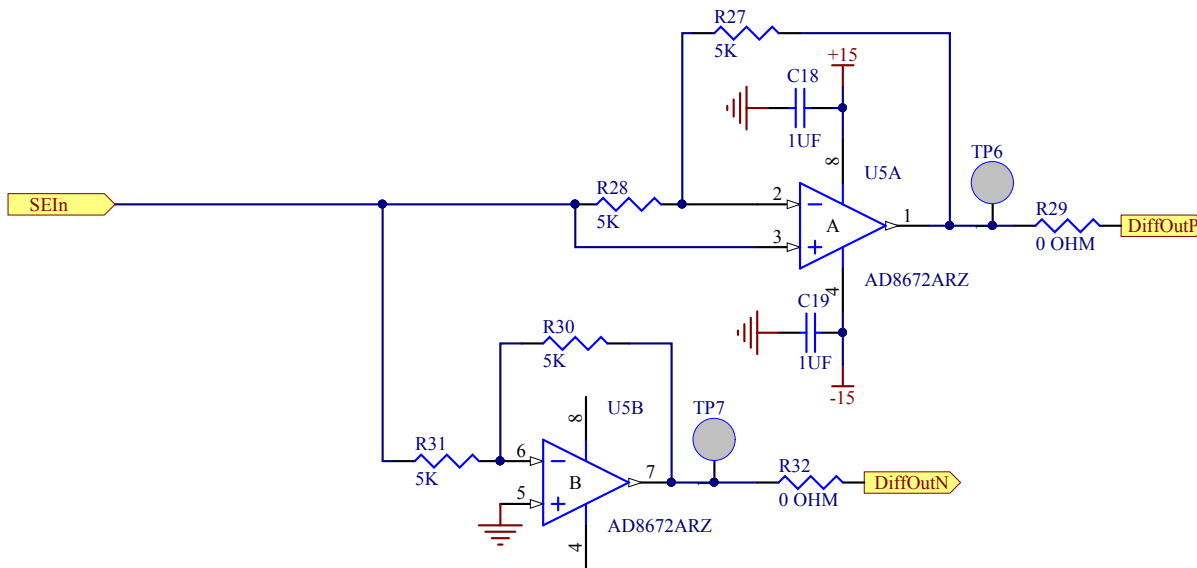 R27
5K
+15
C18
1UF
8
TP6
U5A
SEIn
R28
5K
2
3
A
1
R29
0 OHM
DiffOutP
4
AD8672ARZ
C19
1UF
-15
R30
5K
8
U5B
TP7
R31
5K
6
5
B
7
R32
0 OHM
DiffOutN
4
AD8672ARZ